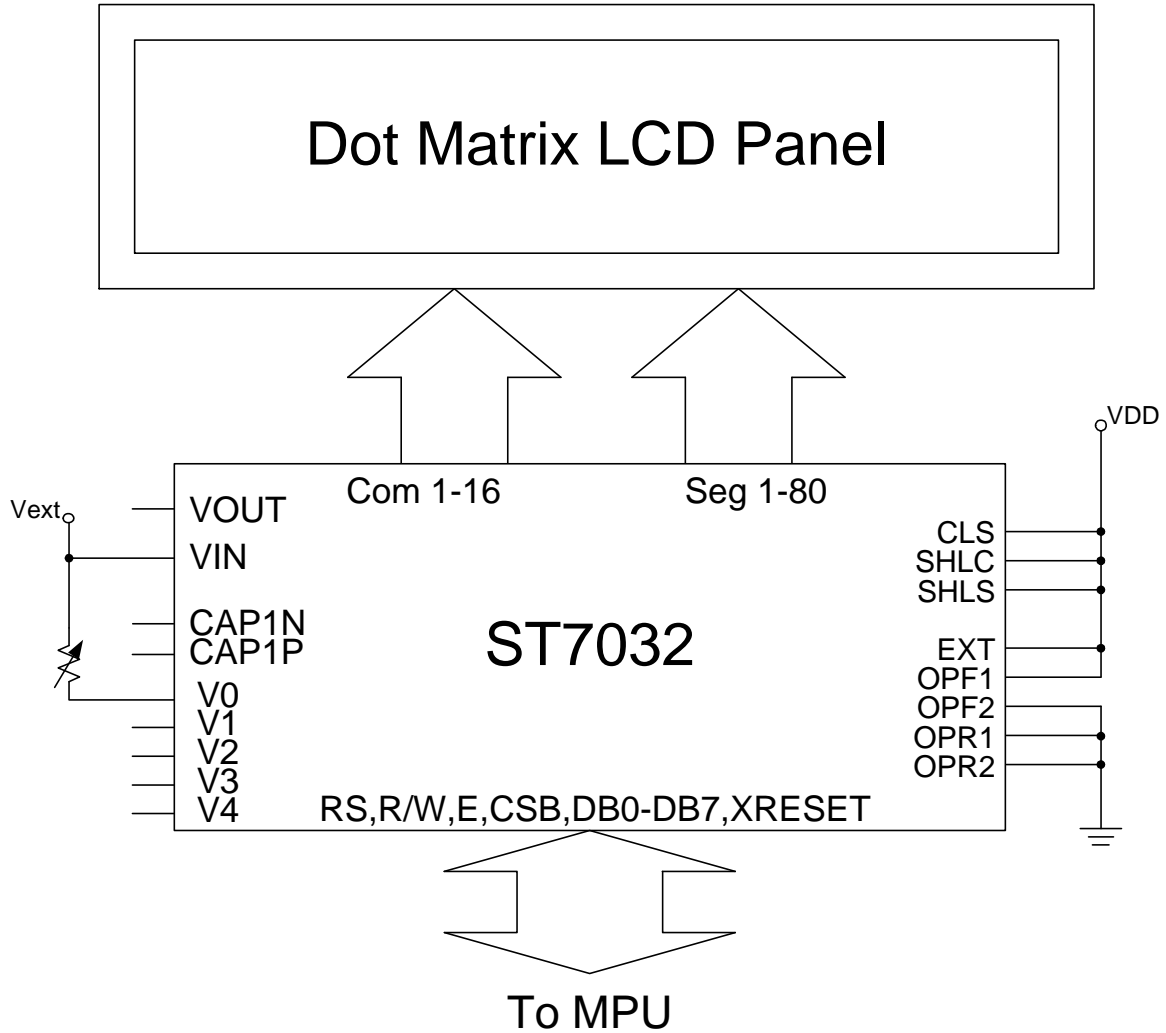 Dot Matrix LCD Panel
VDD
Com 1-16
Seg 1-80
Vext
VOUT
VIN
CAP1N
CAP1P
V0
V1
V2
V3
V4
ST7032
CLS
SHLC
SHLS
EXT
OPF1
OPF2
OPR1
OPR2
RS,R/W,E,CSB,DB0-DB7,XRESET
To MPU